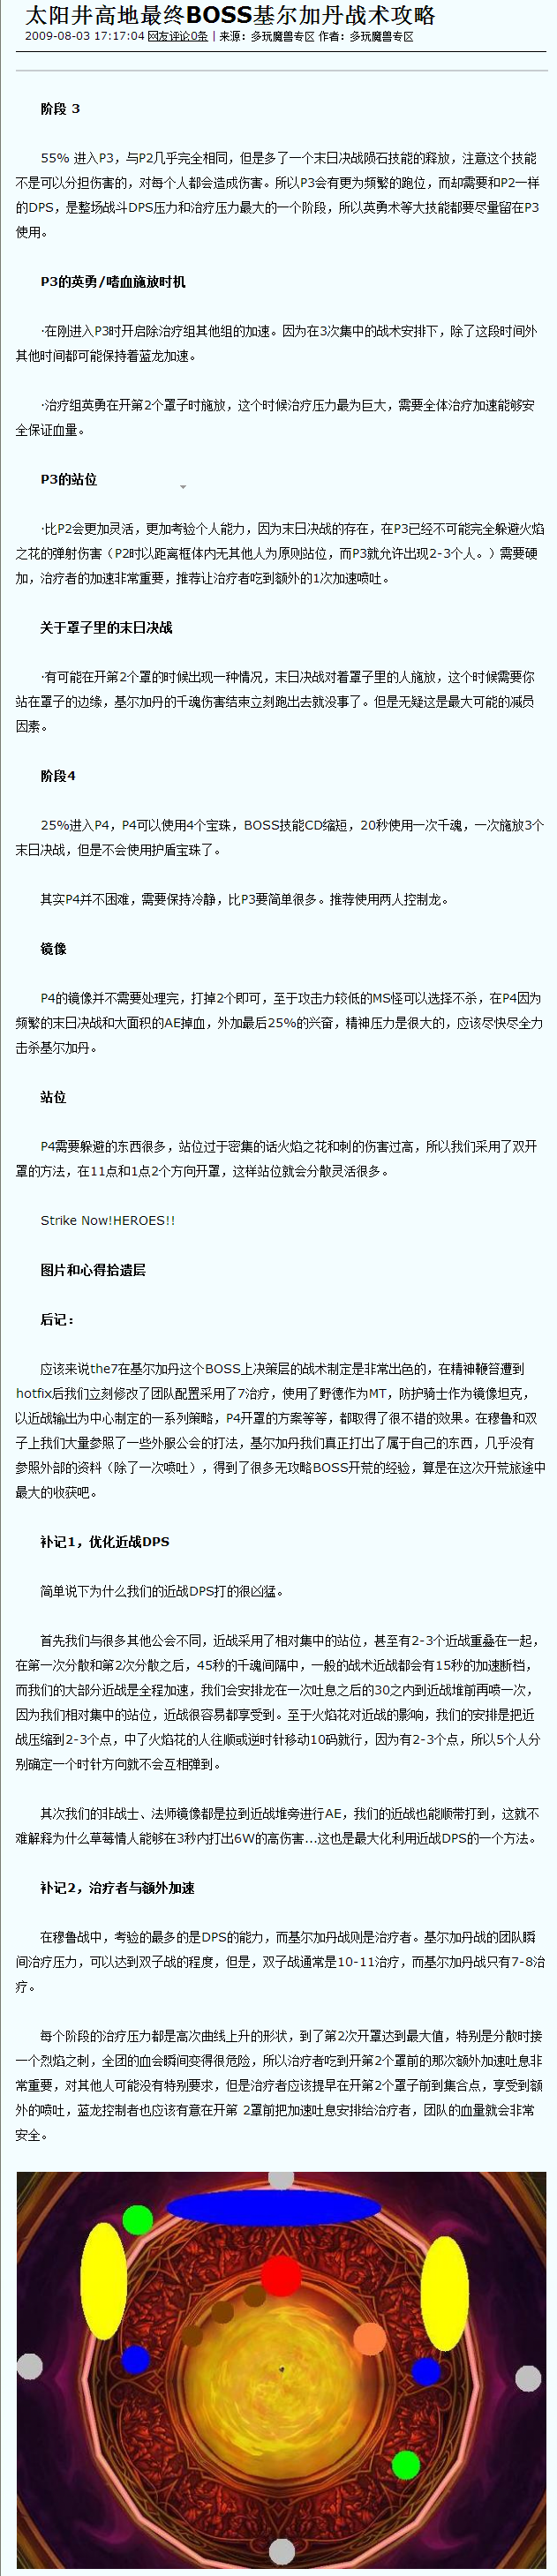 太阳井高地最终BOSS基尔加丹战术攻略
2009-08-03 17:17:04 网友评论0条 | 来源：多玩魔兽专区 作者：多玩魔兽专区
阶段 3
55% 进入P3，与P2几乎完全相同，但是多了一个末日决战陨石技能的释放，注意这个技能
不是可以分担伤害的，对每个人都会造成伤害。所以P3会有更为频繁的跑位，而却需要和P2一样
的DPS，是整场战斗DPS压力和治疗压力最大的一个阶段，所以英勇术等大技能都要尽量留在P3
使用。
P3的英勇/嗜血施放时机
·在刚进入P3时开启除治疗组其他组的加速。因为在3次集中的战术安排下，除了这段时间外
其他时间都可能保持着蓝龙加速。
·治疗组英勇在开第2个罩子时施放，这个时候治疗压力最为巨大，需要全体治疗加速能够安
全保证血量。
P3的站位
·比P2会更加灵活，更加考验个人能力，因为末日决战的存在，在P3已经不可能完全躲避火焰
之花的弹射伤害（P2时以距离框体内无其他人为原则站位，而P3就允许出现2-3个人。）需要硬
加，治疗者的加速非常重要，推荐让治疗者吃到额外的1次加速喷吐。
关于罩子里的末日决战
·有可能在开第2个罩的时候出现一种情况，末日决战对着罩子里的人施放，这个时候需要你
站在罩子的边缘，基尔加丹的千魂伤害结束立刻跑出去就没事了。但是无疑这是最大可能的减员
因素。
阶段4
25%进入P4，P4可以使用4个宝珠，BOSS技能CD缩短，20秒使用一次千魂，一次施放3个
末日决战，但是不会使用护盾宝珠了。
其实P4并不困难，需要保持冷静，比P3要简单很多。推荐使用两人控制龙。
镜像
P4的镜像并不需要处理完，打掉2个即可，至于攻击力较低的MS怪可以选择不杀，在P4因为
频繁的末日决战和大面积的AE掉血，外加最后25%的兴奋，精神压力是很大的，应该尽快尽全力
击杀基尔加丹。
站位
P4需要躲避的东西很多，站位过于密集的话火焰之花和刺的伤害过高，所以我们采用了双开
罩的方法，在11点和1点2个方向开罩，这样站位就会分散灵活很多。
Strike Now!HEROES!!
图片和心得拾遗层
后记：
应该来说the7在基尔加丹这个BOSS上决策层的战术制定是非常出色的，在精神鞭笞遭到
hotfix后我们立刻修改了团队配置采用了7治疗，使用了野德作为MT，防护骑士作为镜像坦克，
以近战输出为中心制定的一系列策略，P4开罩的方案等等，都取得了很不错的效果。在穆鲁和双
子上我们大量参照了一些外服公会的打法，基尔加丹我们真正打出了属于自己的东西，几乎没有
参照外部的资料（除了一次喷吐），得到了很多无攻略BOSS开荒的经验，算是在这次开荒旅途中
最大的收获吧。
补记1，优化近战DPS
简单说下为什么我们的近战DPS打的很凶猛。
首先我们与很多其他公会不同，近战采用了相对集中的站位，甚至有2-3个近战重叠在一起，
在第一次分散和第2次分散之后，45秒的千魂间隔中，一般的战术近战都会有15秒的加速断档，
而我们的大部分近战是全程加速，我们会安排龙在一次吐息之后的30之内到近战堆前再喷一次，
因为我们相对集中的站位，近战很容易都享受到。至于火焰花对近战的影响，我们的安排是把近
战压缩到2-3个点，中了火焰花的人往顺或逆时针移动10码就行，因为有2-3个点，所以5个人分
别确定一个时针方向就不会互相弹到。
其次我们的非战士、法师镜像都是拉到近战堆旁进行AE，我们的近战也能顺带打到，这就不
难解释为什么草莓情人能够在3秒内打出6W的高伤害...这也是最大化利用近战DPS的一个方法。
补记2，治疗者与额外加速
在穆鲁战中，考验的最多的是DPS的能力，而基尔加丹战则是治疗者。基尔加丹战的团队瞬
间治疗压力，可以达到双子战的程度，但是，双子战通常是10-11治疗，而基尔加丹战只有7-8治
疗。
每个阶段的治疗压力都是高次曲线上升的形状，到了第2次开罩达到最大值，特别是分散时接
一个烈焰之刺，全团的血会瞬间变得很危险，所以治疗者吃到开第2个罩前的那次额外加速吐息非
常重要，对其他人可能没有特别要求，但是治疗者应该提早在开第2个罩子前到集合点，享受到额
外的喷吐，蓝龙控制者也应该有意在开第 2罩前把加速吐息安排给治疗者，团队的血量就会非常
安全。